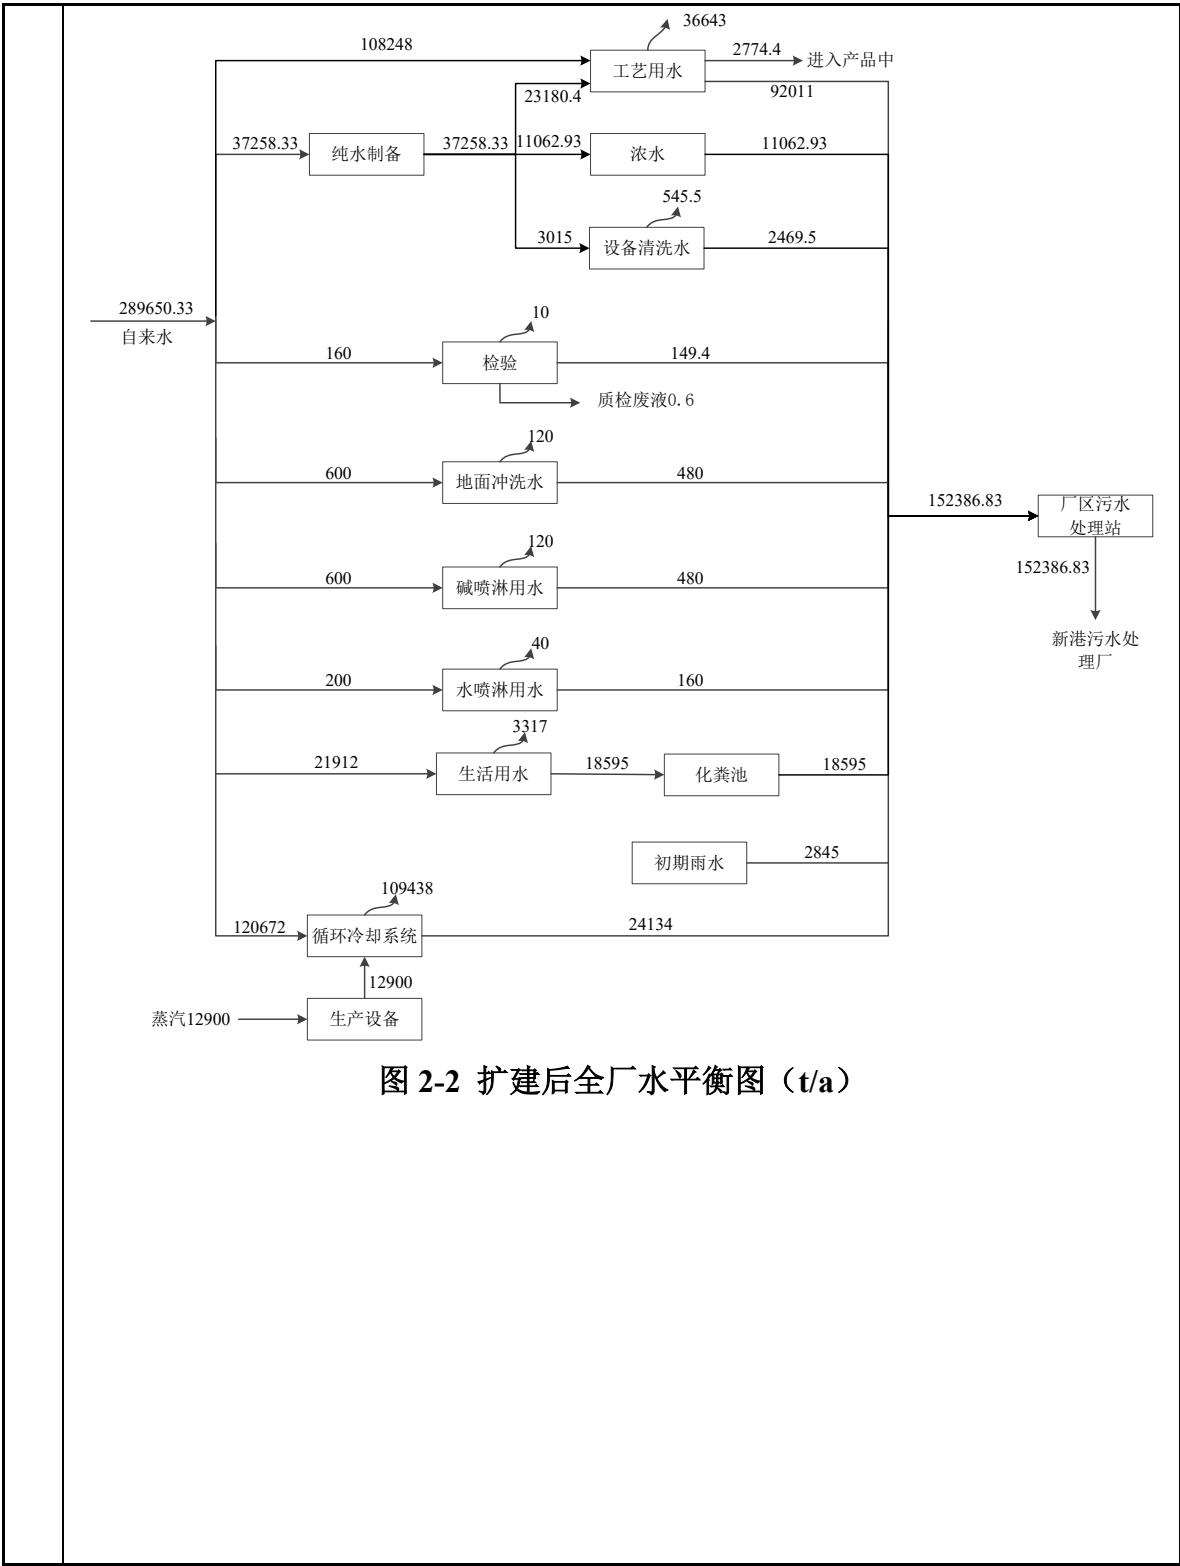 36643
108248
2774.4
进入产品中
工艺用水
23180.4
92011
37258.33
纯水制备
37258.33
11062.93
浓水
11062.93
545.5
3015
设备清洗水
2469.5
289650.33
自来水
10
160
检验
149.4
质检废液0.6
120
600
地面冲洗水
480
152386.83
厂区污水
处理站
120
600
碱喷淋用水
480
152386.83
新港污水处
理厂
40
200
水喷淋用水
160
3317
21912
生活用水
18595
化粪池
18595
初期雨水
2845
109438
120672
循环冷却系统
24134
12900
蒸汽12900
生产设备
图 2-2 扩建后全厂水平衡图（t/a）